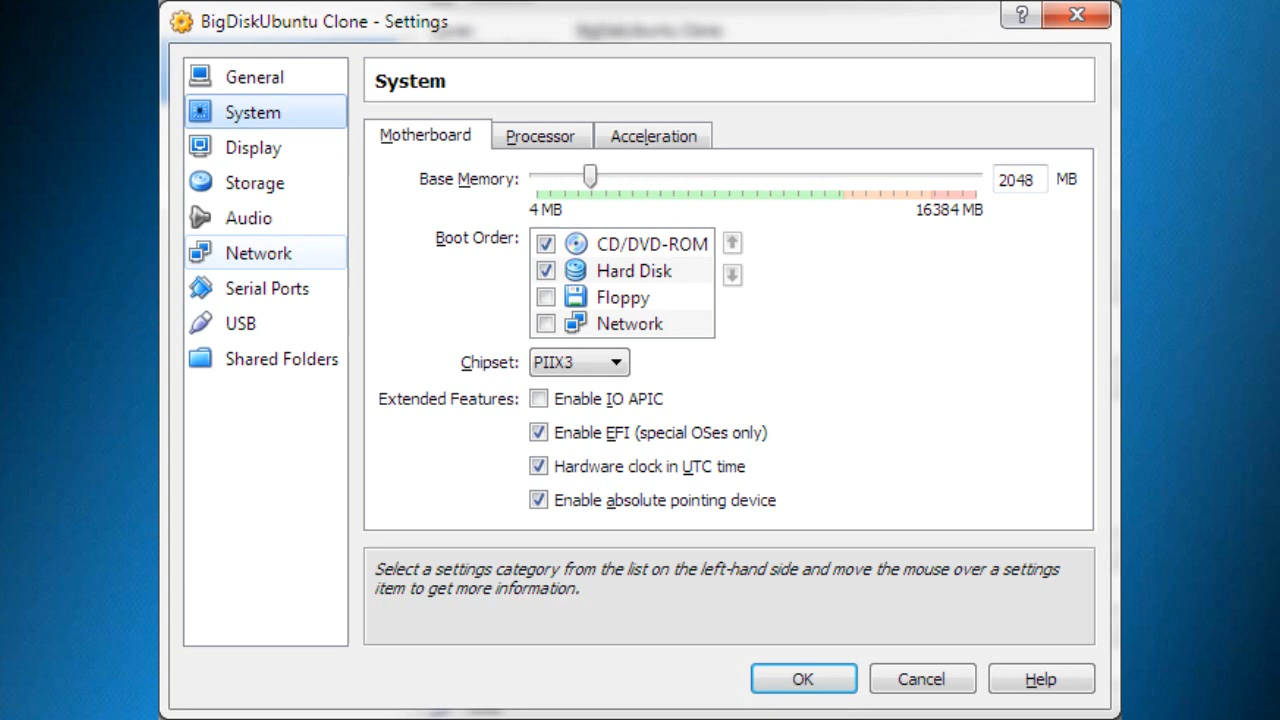 BigDiskUbuntu Clone - Settings
?
General
System
Display
Storage
Audio
Network
Serial Ports
USB
Shared Folders
System
Motherboard
Processor
Acceleration
Base Memory:
2048 MB
4 MB
16384 MB
Boot Order:
CD/DVD-ROM
Hard Disk
Floppy
Network
Chipset: PIIX3
Extended Features: Enable IO APIC
Enable EFI (special OSes only)
Hardware clock in UTC time
Enable absolute pointing device
Select a settings category from the list on the left-hand side and move the mouse over a settings
item to get more information.
OK
Cancel
Help